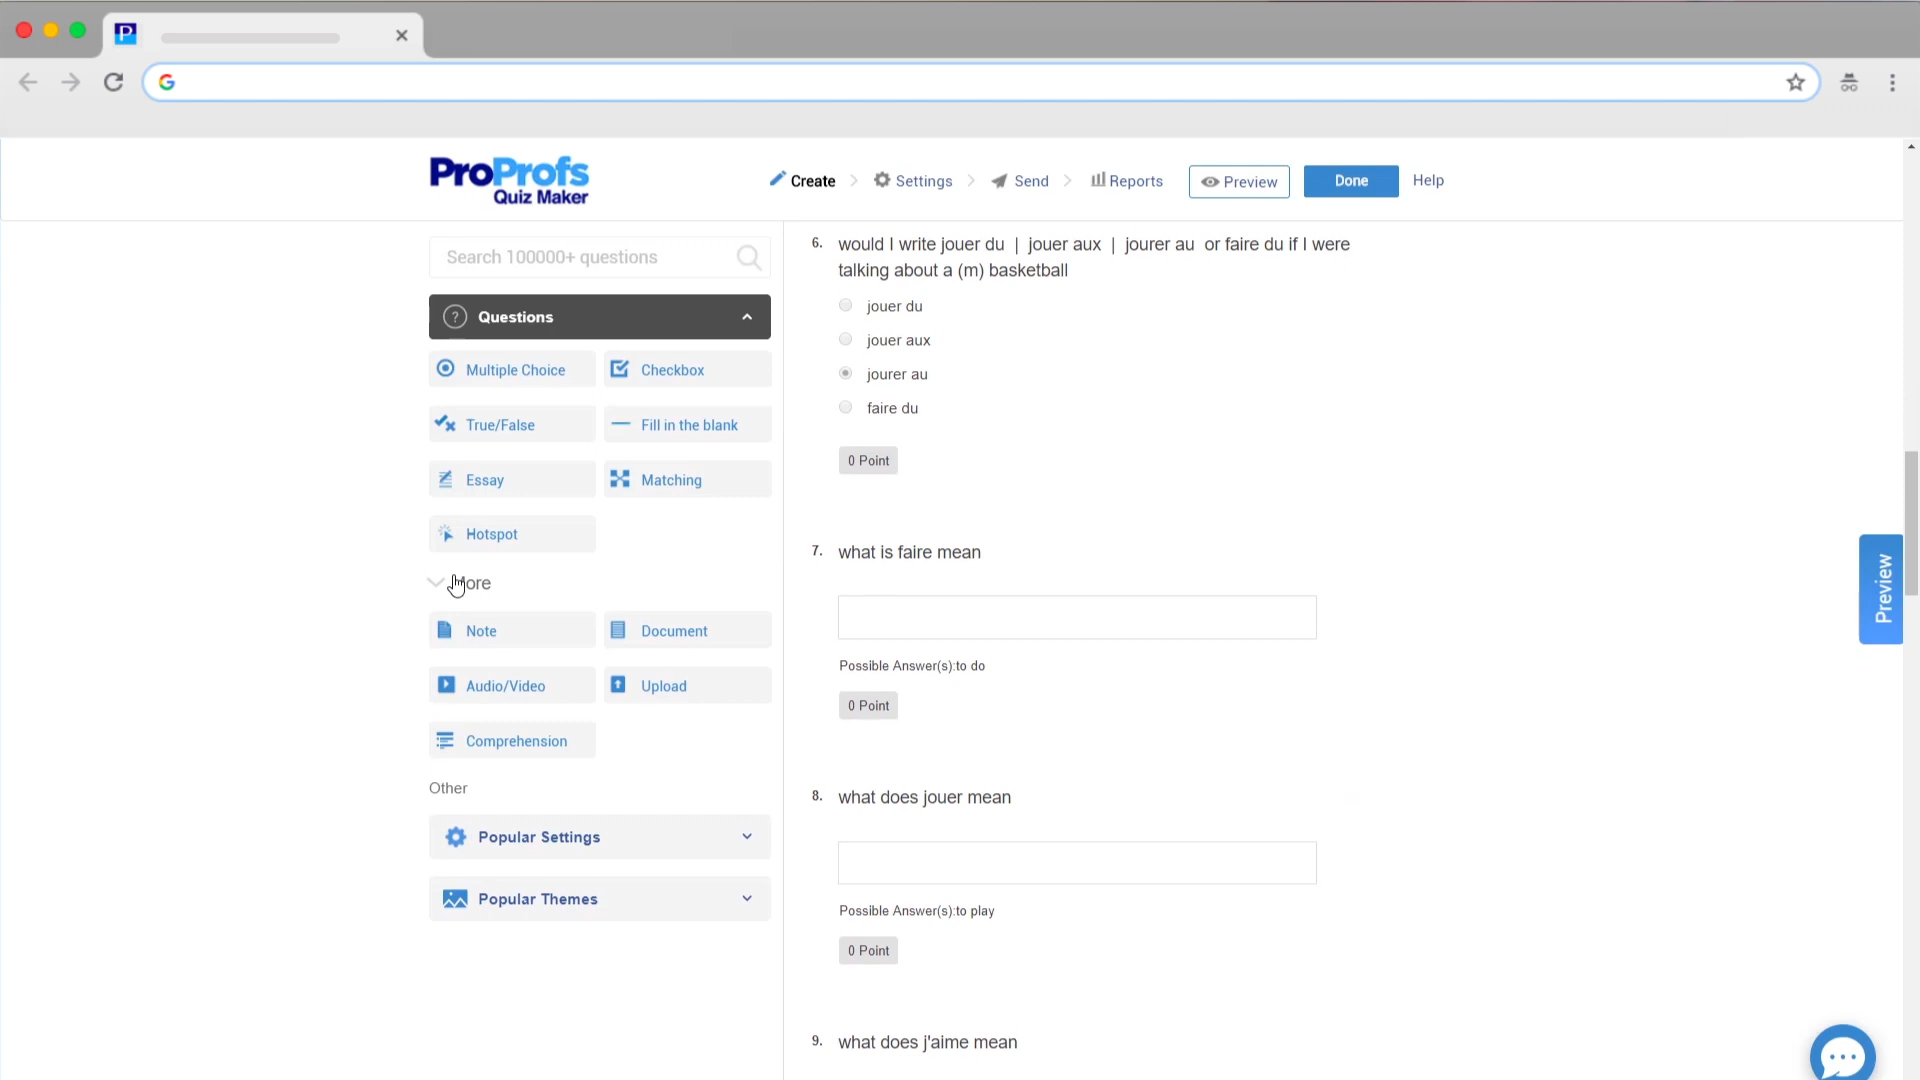 ProProfs
Quiz Maker
Create
Settings
Send
Reports
Preview
Done
Help
Search 100000+ questions
Questions
Multiple Choice
Checkbox
True/False
Fill in the blank
Essay
Matching
Hotspot
Note
Document
Audio/Video
Upload
Comprehension
Other
Popular Settings
Popular Themes
6. would I write jouer du | jouer aux | jourer au or faire du if I were
talking about a (m) basketball
jouer du
jouer aux
jourer au
faire du
0 Point
7. what is faire mean
Possible Answer(s):to do
0 Point
8. what does jouer mean
Possible Answer(s):to play
0 Point
9. what does j'aime mean
Preview